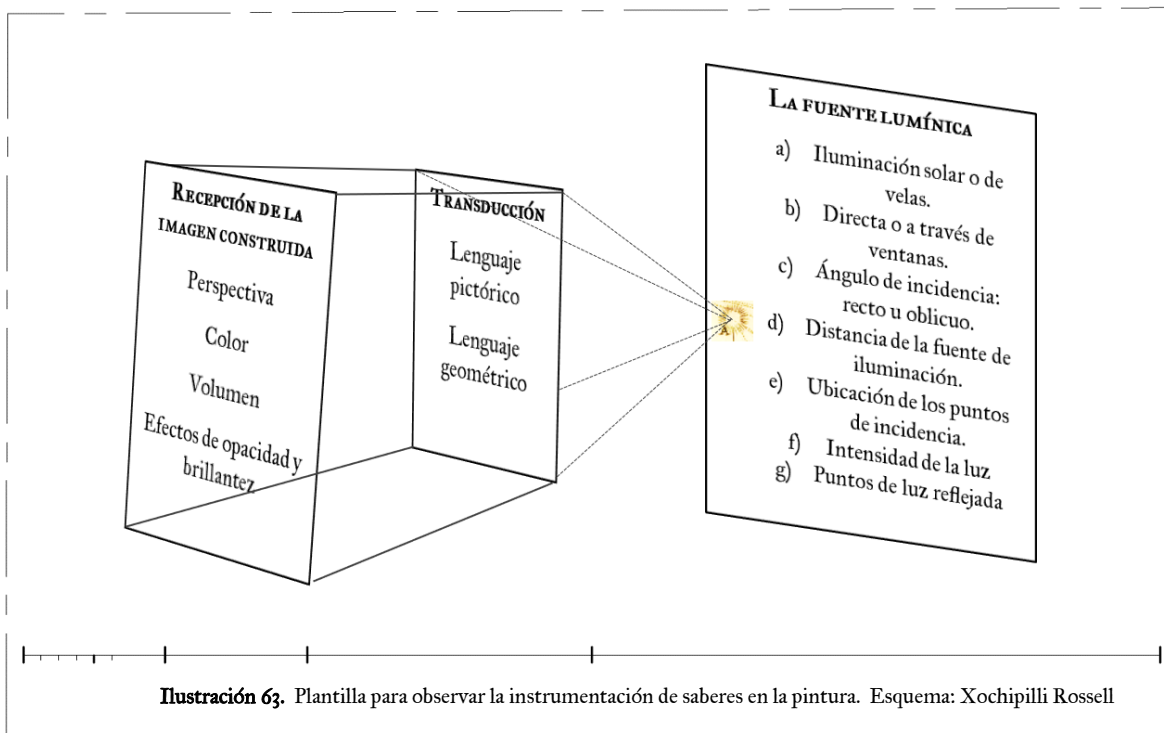 RECEPCIÓN DE LA
IMAGEN CONSTRUIDA
Perspectiva
Color
Volumen
Efectos de opacidad y
brillantez
TRANSDUCCIÓN
Lenguaje
pictórico
Lenguaje
geométrico
A
LA FUENTE LUMÍNICA
a) Iluminación solar o de
velas.
b) Directa o a través de
ventanas.
c) Ángulo de incidencia:
recto u oblicuo.
d) Distancia de la fuente de
iluminación.
e) Ubicación de los puntos
de incidencia.
f) Intensidad de la luz
g) Puntos de luz reflejada
Ilustración 63. Plantilla para observar la instrumentación de saberes en la pintura. Esquema: Xochipilli Rossell